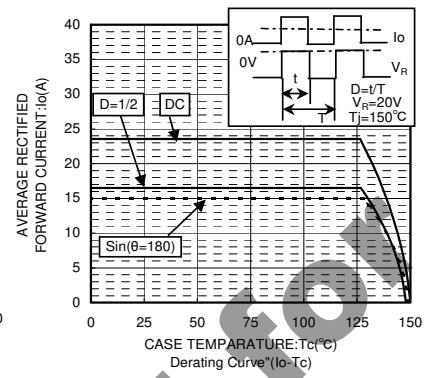 AVERAGE RECTIFIED
FORWARD CURRENT:Io(A)
40
35
30
25
20
15
10
5
0
0A
0V
Io
VR
t
T
D=t/T
VR=20V
Tj=150℃
D=1/2
DC
Sin(θ=180)
0
0 25 50 75 100 125 150
CASE TEMPARATURE:Tc(℃)
Derating Curve"(Io-Tc)
for